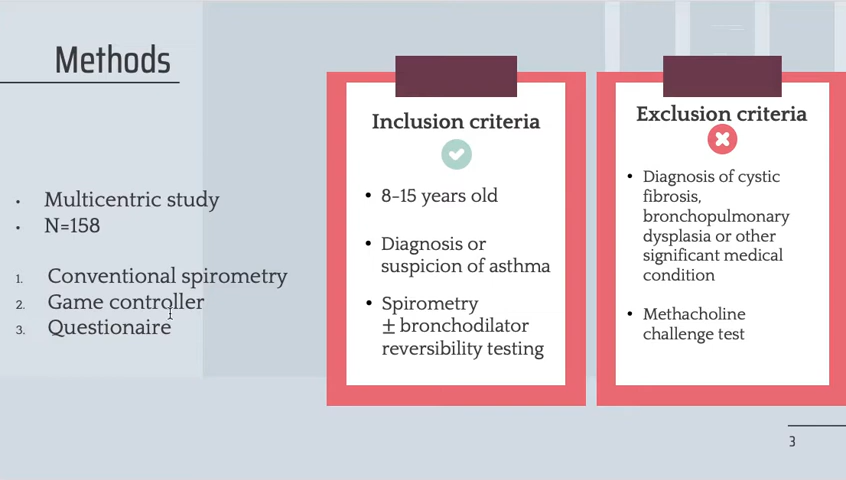 Methods
• Multicentric study
• N=158
1. Conventional spirometry
2. Game controller
3. Questionaire
Inclusion criteria
• 8-15 years old
• Diagnosis or
suspicion of asthma
• Spirometry
± bronchodilator
reversibility testing
Exclusion criteria
• Diagnosis of cystic
fibrosis,
bronchopulmonary
dysplasia or other
significant medical
condition
• Methacholine
challenge test
3